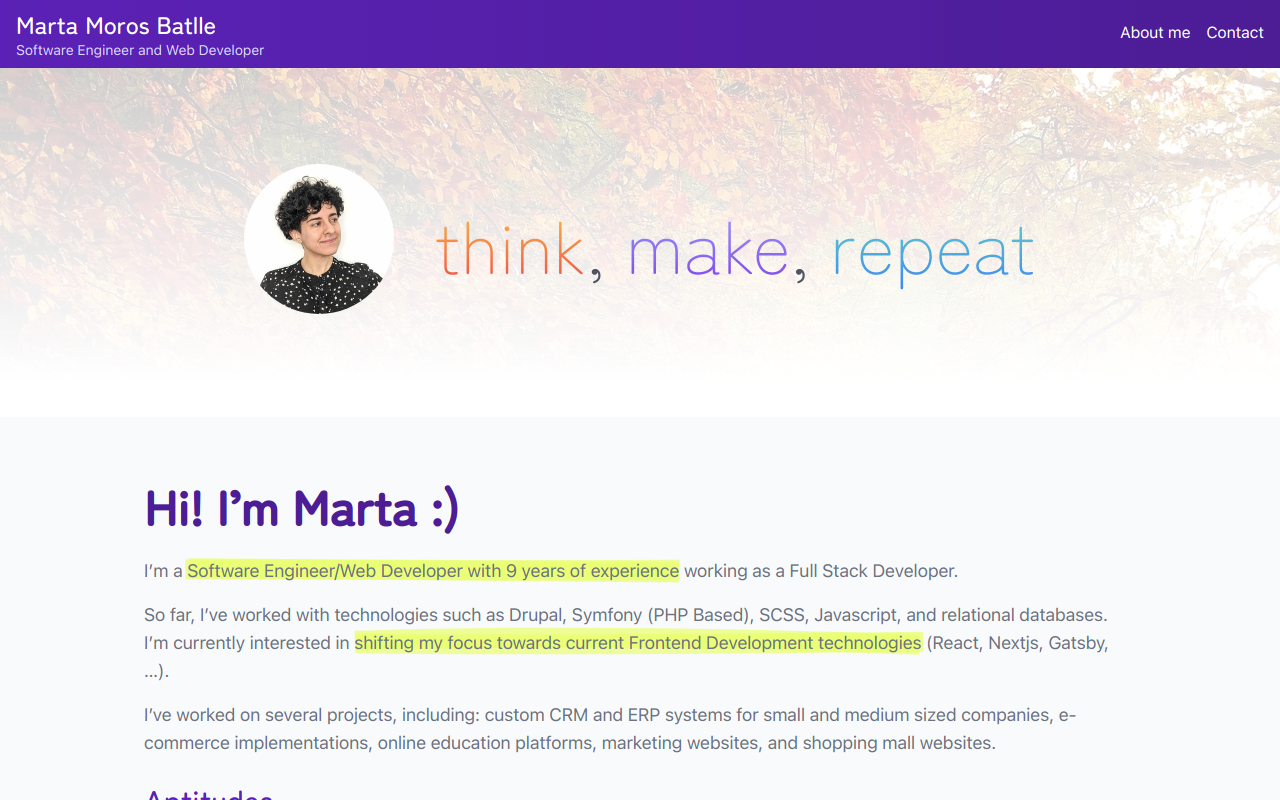 Marta Moros Batlle
Software Engineer and Web Developer
About me
Contact
think, make, repeat
Hi! I’m Marta :)
I’m a Software Engineer/Web Developer with 9 years of experience working as a Full Stack Developer.
So far, I’ve worked with technologies such as Drupal, Symfony (PHP Based), SCSS, Javascript, and relational databases.
I’m currently interested in shifting my focus towards current Frontend Development technologies (React, Nextjs, Gatsby,
...).
I’ve worked on several projects, including: custom CRM and ERP systems for small and medium sized companies, e-
commerce implementations, online education platforms, marketing websites, and shopping mall websites.
Aptitudes